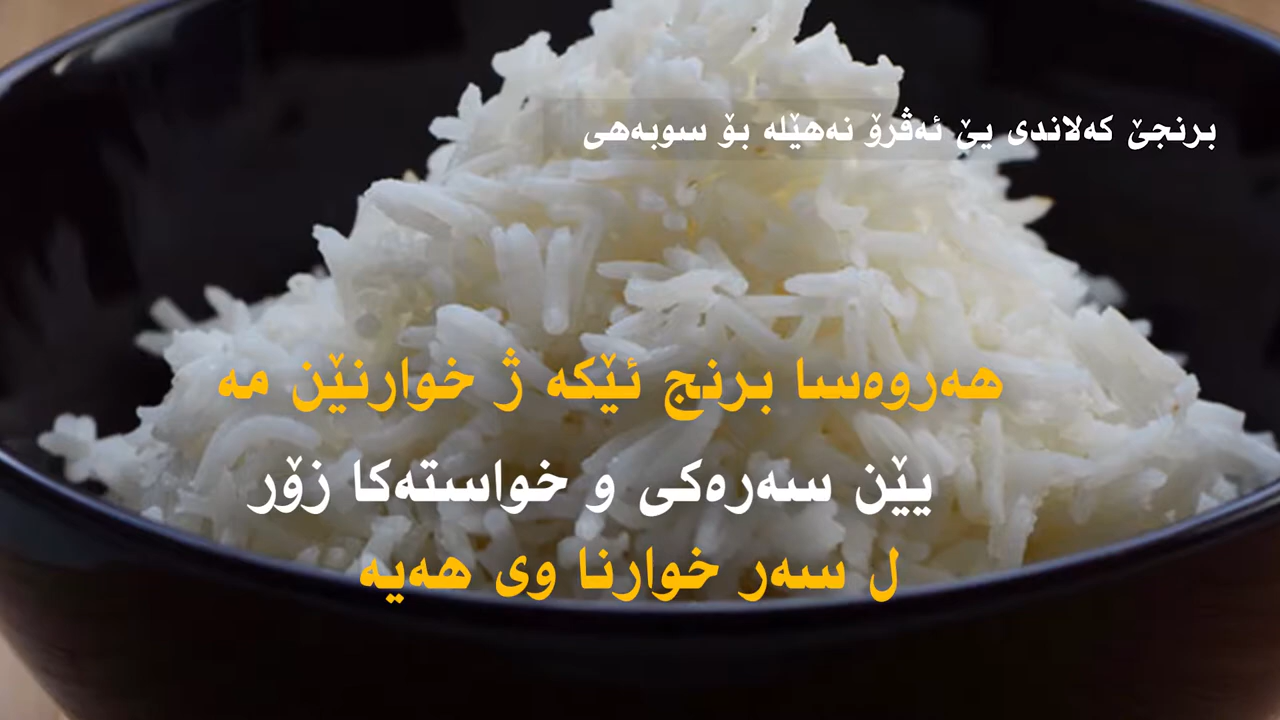 برنجێ کەلاندی یێ ئەڤرۆ نەهێلە بۆ سوبەهی
هەروەسا برنج ئێکە ژ خوارنێن مە
یێن سەرەکی و خواستەکا زۆر
ل سەر خوارنا وی هەیە